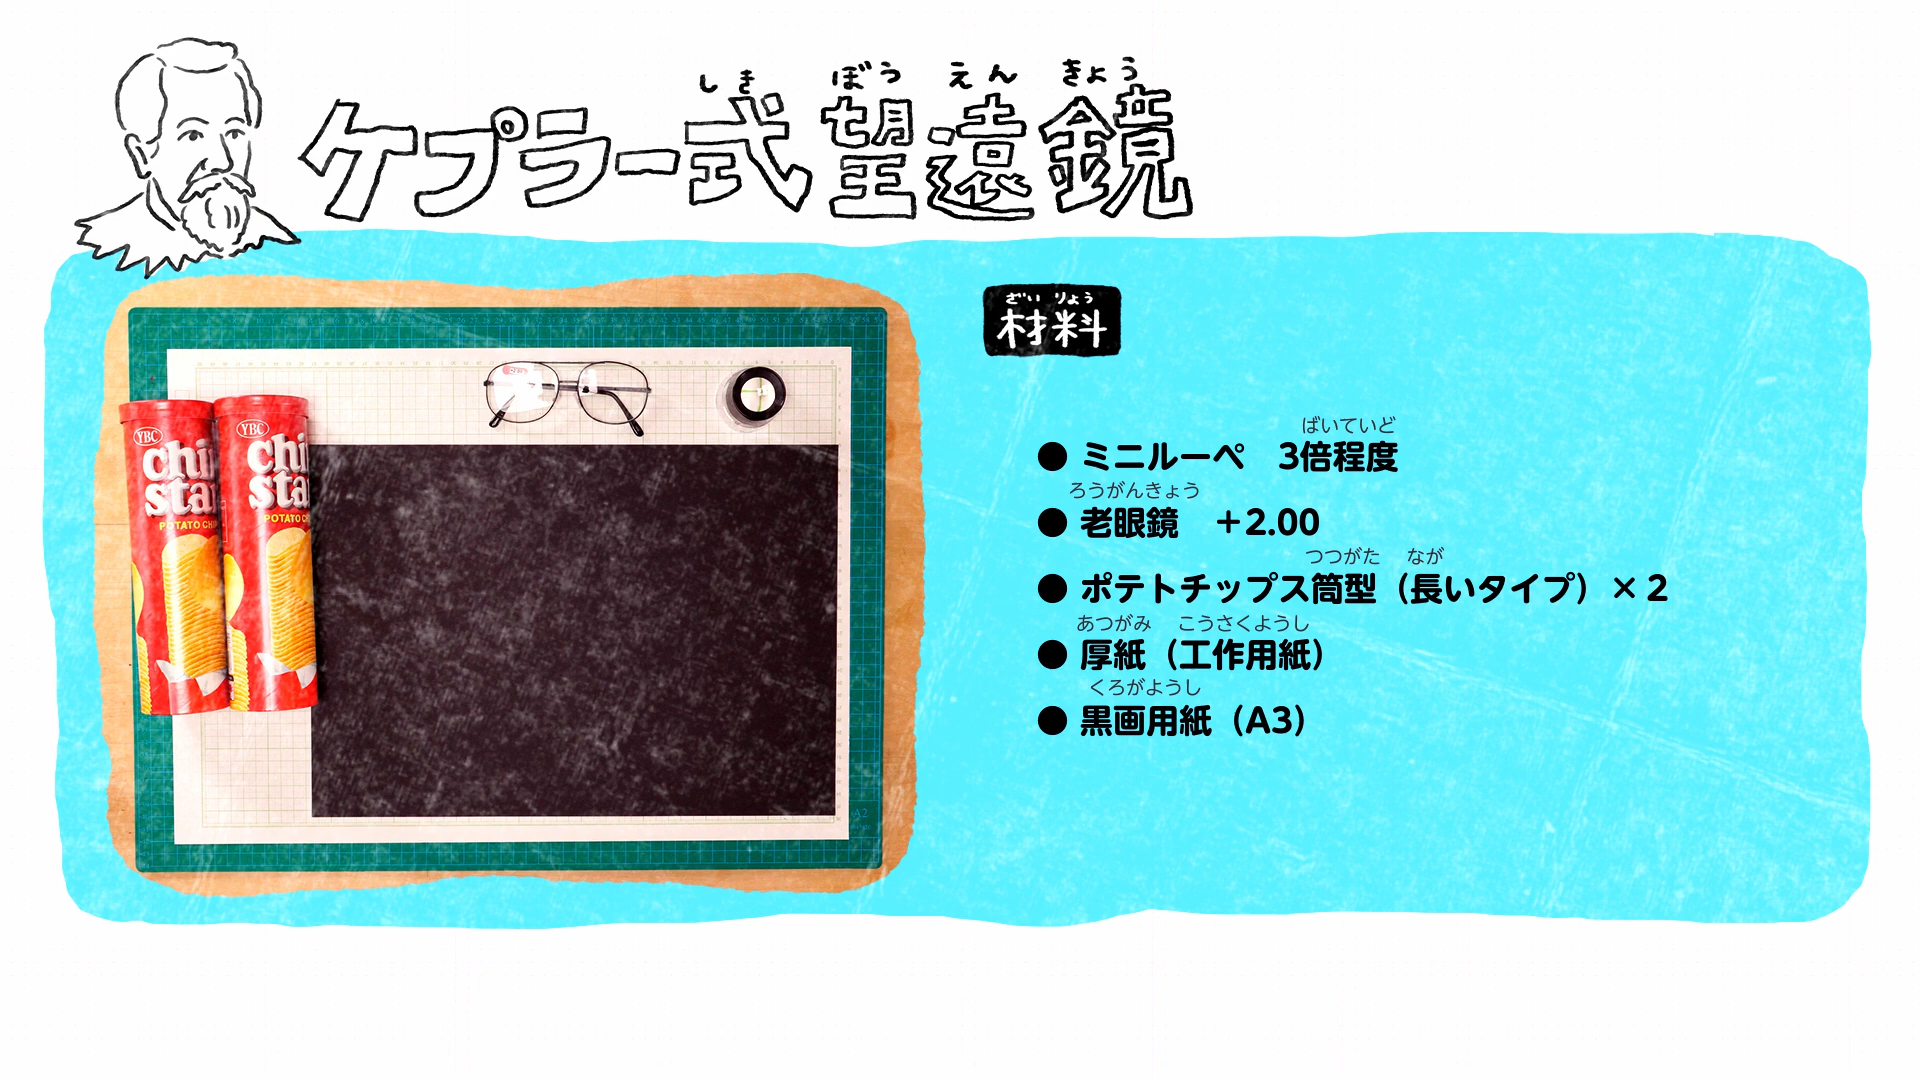 しき ぼう えん きょう
ケプラー式望遠鏡
ざい りょう
材料
ばいていど
● ミニルーペ　3倍程度
ろうがんきょう
● 老眼鏡　＋2.00
つつがた なが
● ポテトチップス筒型（長いタイプ）×２
あつがみ こうさくようし
● 厚紙（工作用紙）
くろがようし
● 黒画用紙（A3）
YBC
chi
sta
POTATO CHI
YBC
chi
sta
POTATO C
A2